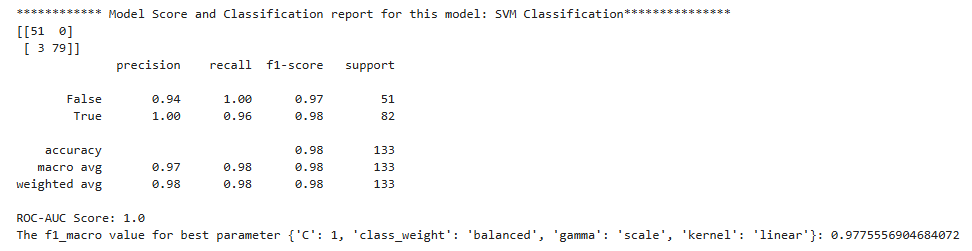 ************ Model Score and Classification report for this model: SVM Classification***************
[[51  0]
 [ 3 79]]
              precision    recall  f1-score   support

       False       0.94      1.00      0.97        51
        True       1.00      0.96      0.98        82

    accuracy                           0.98       133
   macro avg       0.97      0.98      0.98       133
weighted avg       0.98      0.98      0.98       133

ROC-AUC Score: 1.0
The f1_macro value for best parameter {'C': 1, 'class_weight': 'balanced', 'gamma': 'scale', 'kernel': 'linear'}: 0.9775556904684072